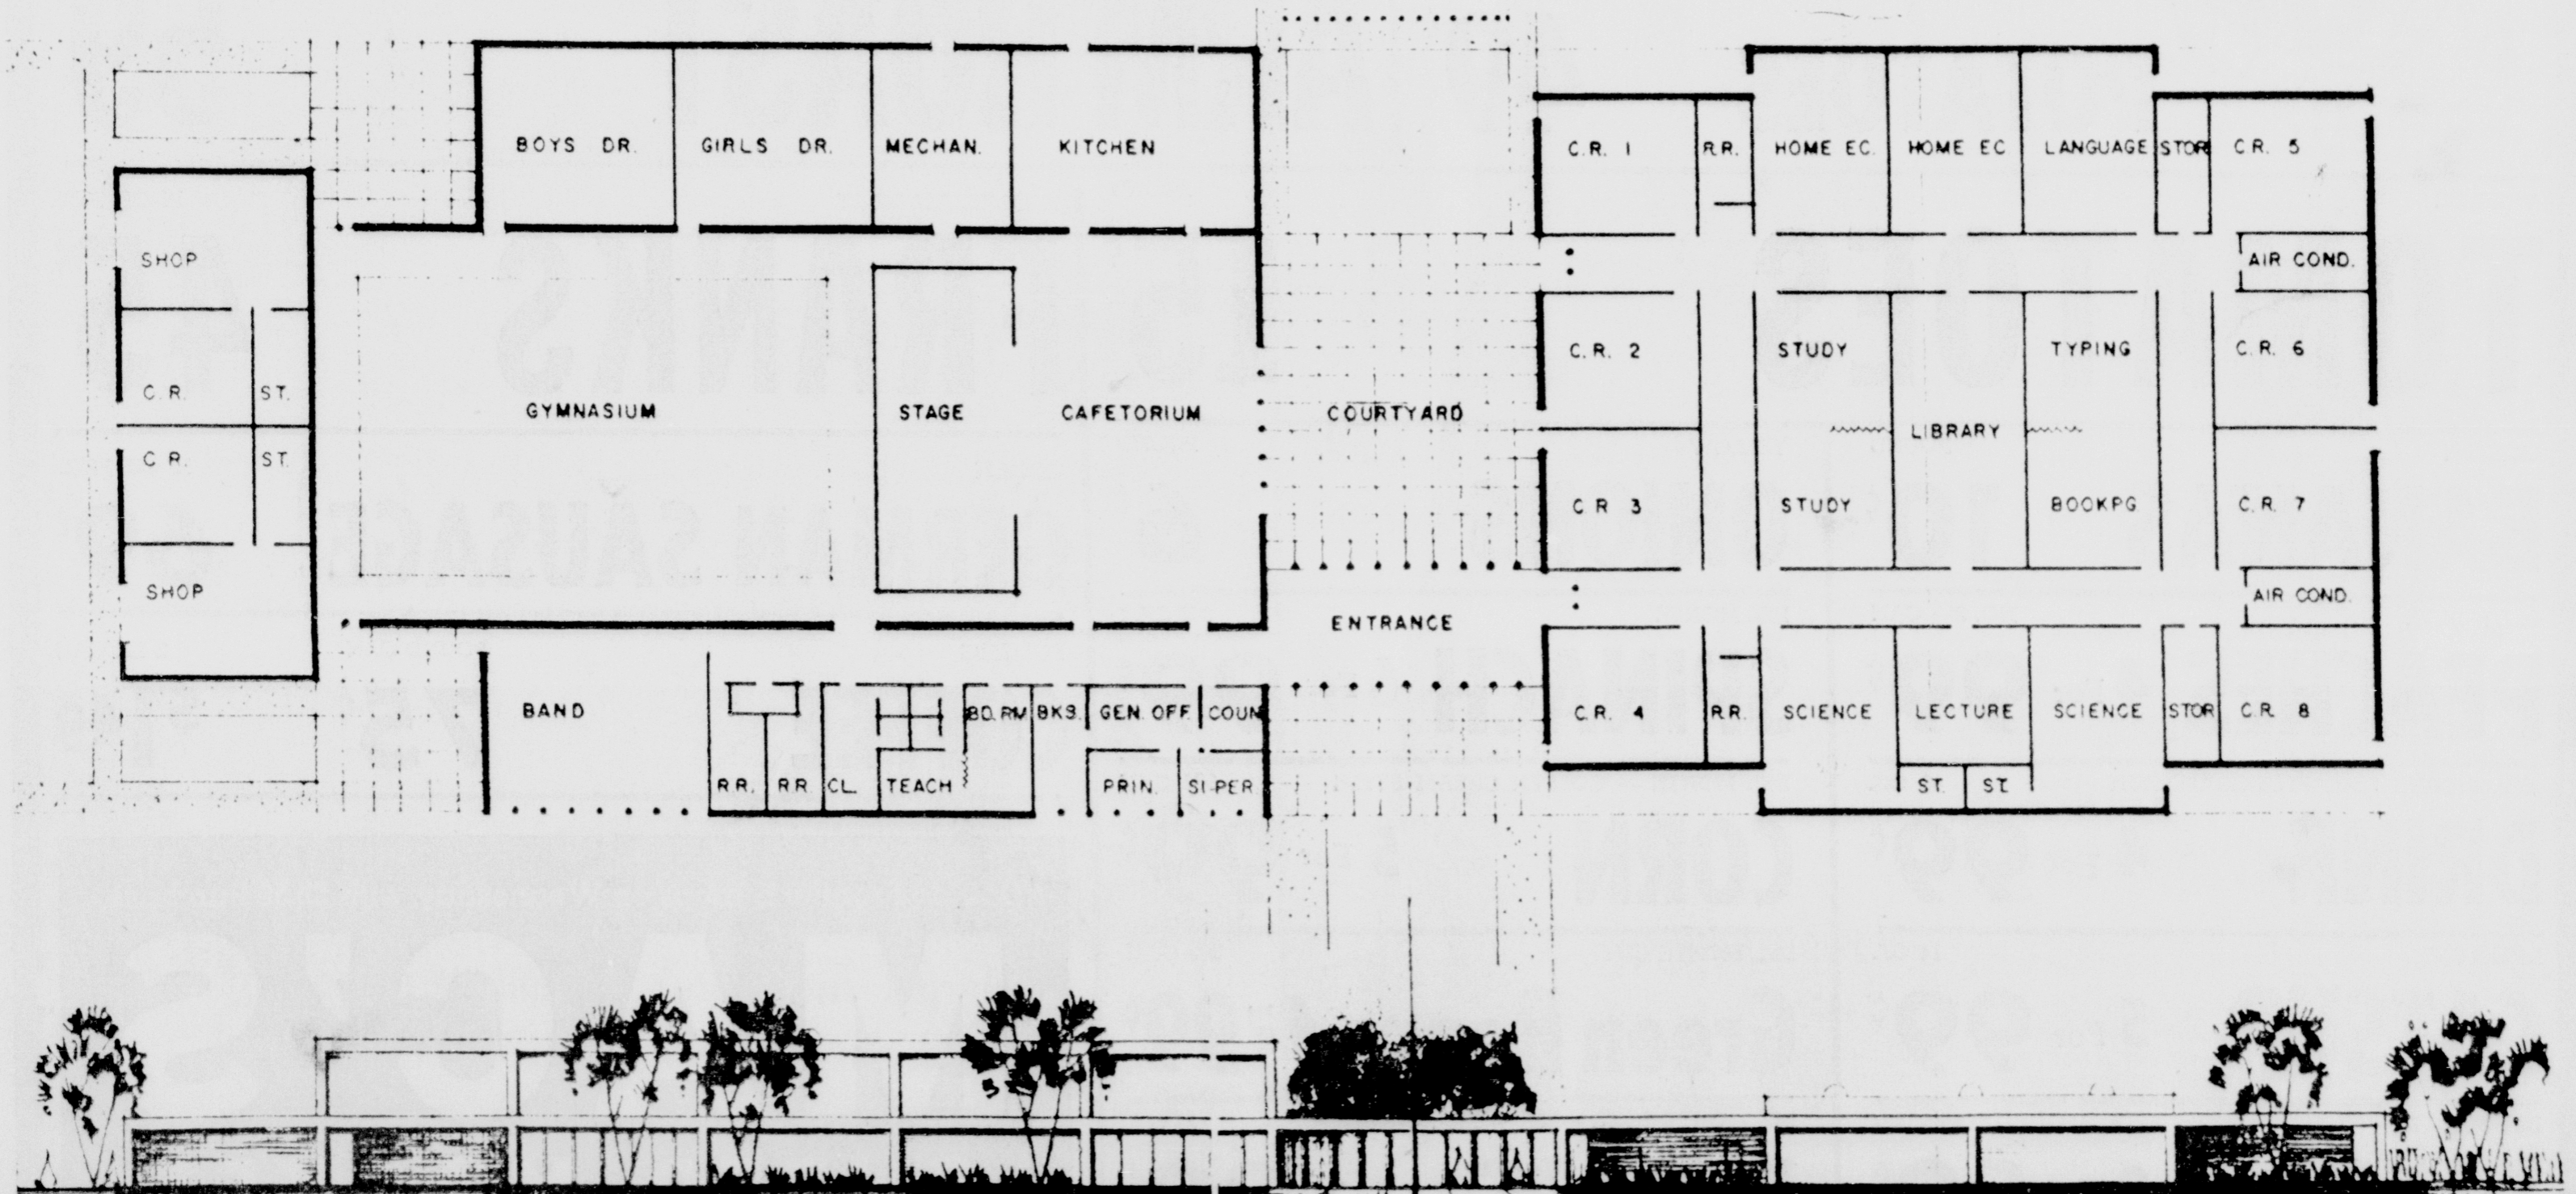 BOYS DR.
GIRLS DR.
MECHAN.
KITCHEN
C.R. 1
R.R.
HOME EC.
HOME EC
LANGUAGE
STOR
C.R. 5
SHOP
AIR COND.
C.R. 2
STUDY
TYPING
C.R. 6
C.R.
ST.
GYMNASIUM
STAGE
CAFETORIUM
COURTYARD
LIBRARY
C.R.
ST.
C.R 3
STUDY
BOOKPG
C.R. 7
SHOP
AIR COND.
ENTRANCE
BAND
BD.RM
BKS.
GEN. OFF.
COUN
C.R. 4
R.R.
SCIENCE
LECTURE
SCIENCE
STOR
C.R. 8
R.R.
R.R
CL.
TEACH
PRIN.
SUPER
ST.
ST.